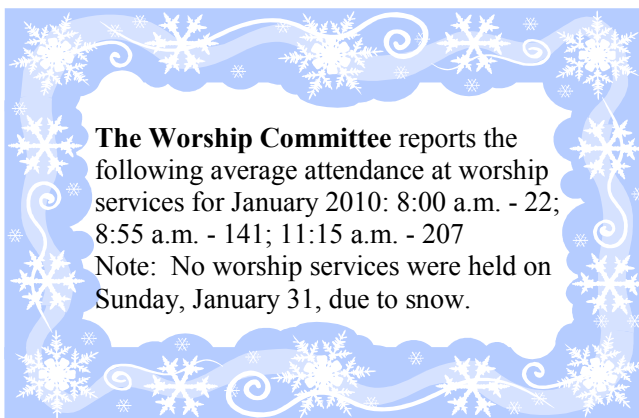 The Worship Committee reports the
following average attendance at worship
services for January 2010: 8:00 a.m. - 22;
8:55 a.m. - 141; 11:15 a.m. - 207
Note:  No worship services were held on
Sunday, January 31, due to snow.